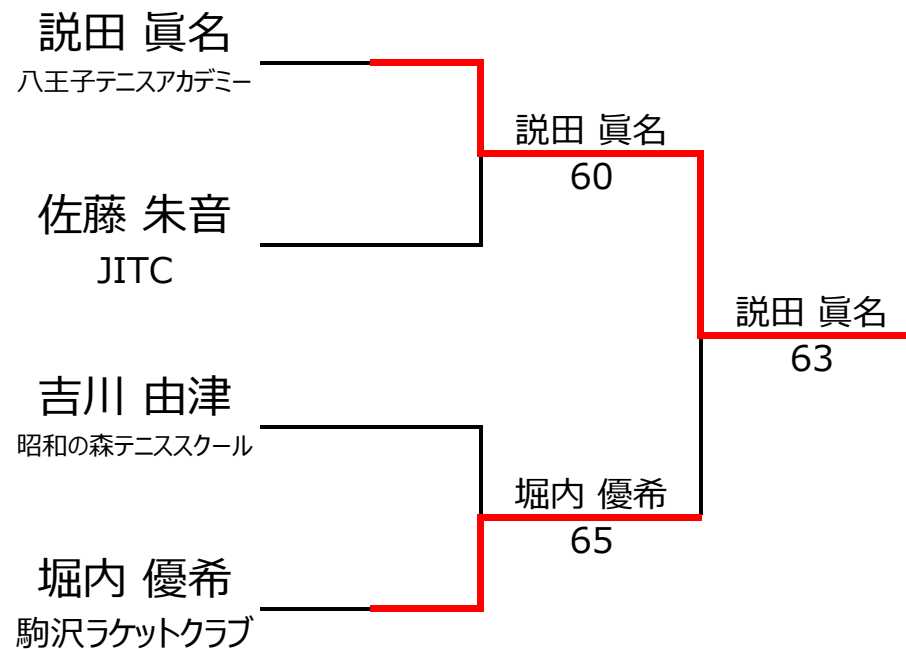 説田 眞名
八王子テニスアカデミー
説田 眞名
60
佐藤 朱音
JITC
説田 眞名
63
吉川 由津
昭和の森テニススクール
堀内 優希
65
堀内 優希
駒沢ラケットクラブ